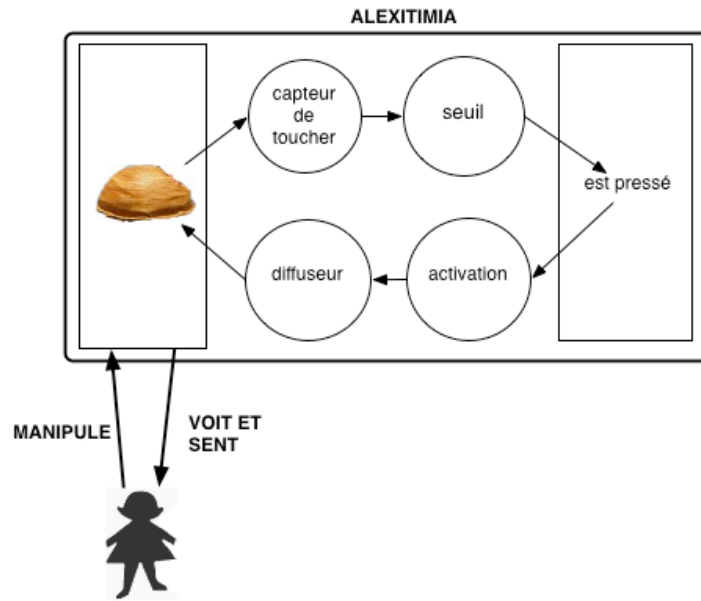 ALEXITIMIA
capteur
de
toucher
seuil
est pressé
diffuseur
activation
MANIPULE
VOIT ET
SENT